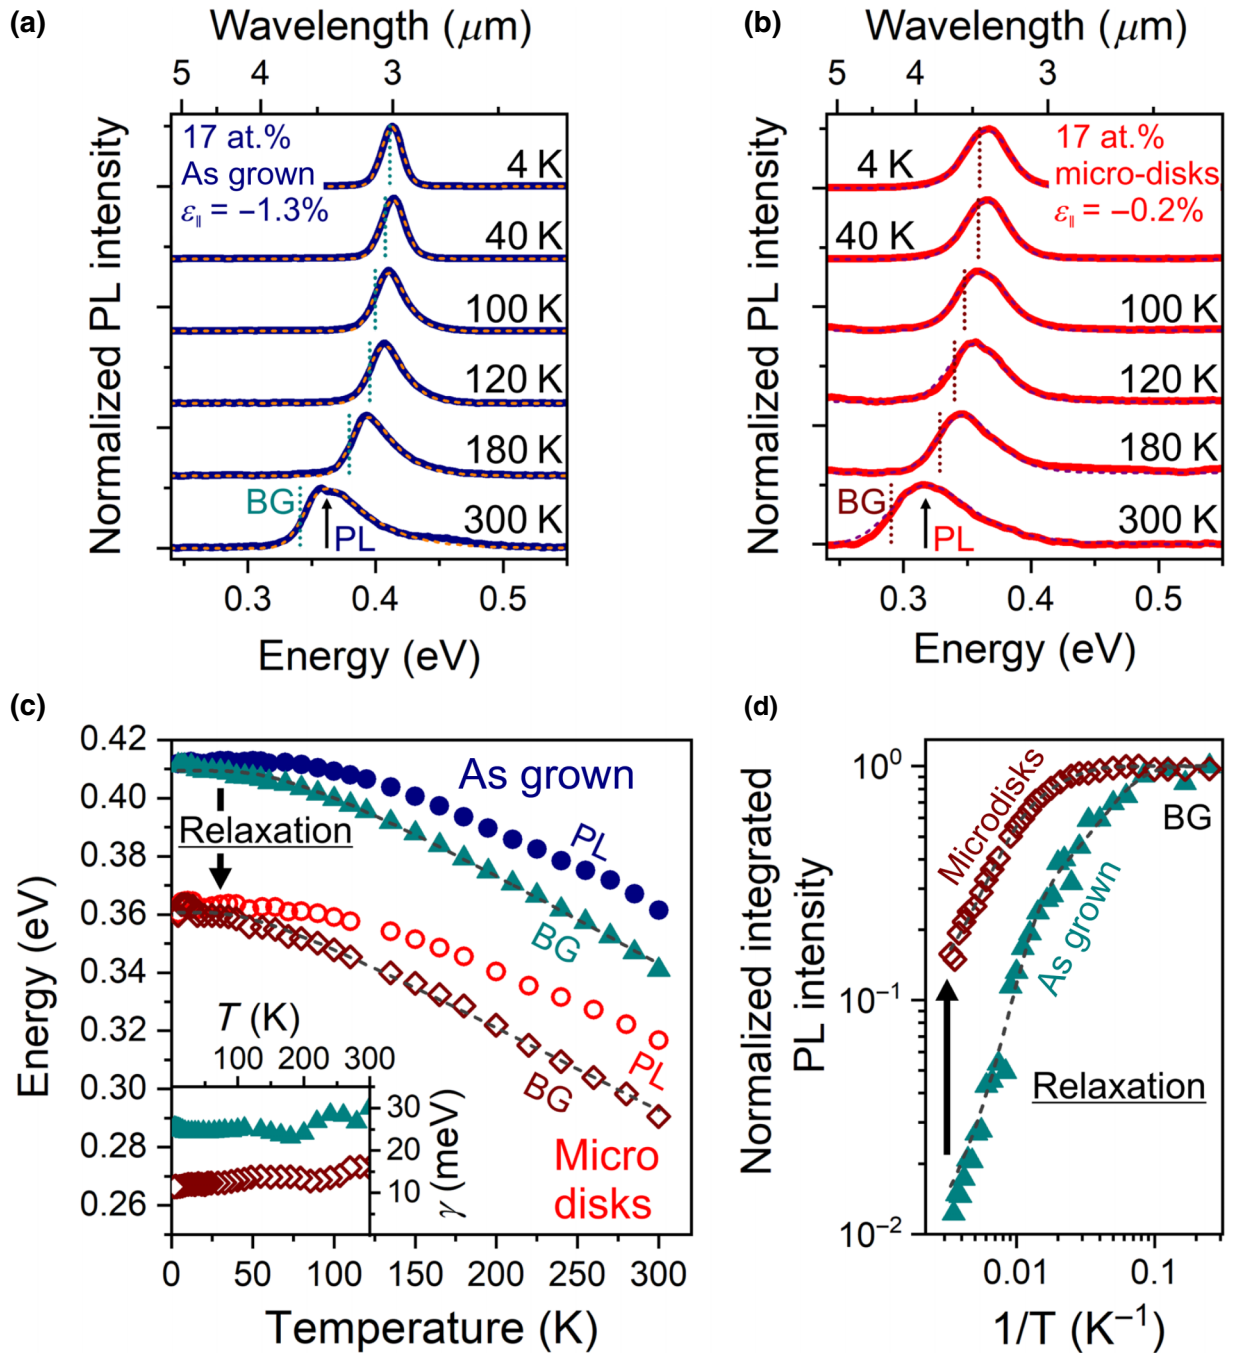 (a)
Wavelength (μm)
5 4 3
Normalized PL intensity
17 at.%
As grown
ε∥ = −1.3%
4 K
40 K
100 K
120 K
180 K
300 K
BG
PL
0.3 0.4 0.5
Energy (eV)
(b)
Wavelength (μm)
5 4 3
Normalized PL intensity
17 at.%
micro-disks
ε∥ = −0.2%
4 K
40 K
100 K
120 K
180 K
300 K
BG
PL
0.3 0.4 0.5
Energy (eV)
(c)
Energy (eV)
0.42
0.40
0.38
0.36
0.34
0.32
0.30
0.28
0.26
As grown
PL
BG
Relaxation
PL
BG
Micro
disks
T (K)
100 200 300
30
20
10
γ (meV)
0 50 100 150 200 250 300
Temperature (K)
(d)
Normalized integrated
PL intensity
10⁰
10⁻¹
10⁻²
Microdisks
As grown
BG
Relaxation
0.01 0.1
1/T (K⁻¹)